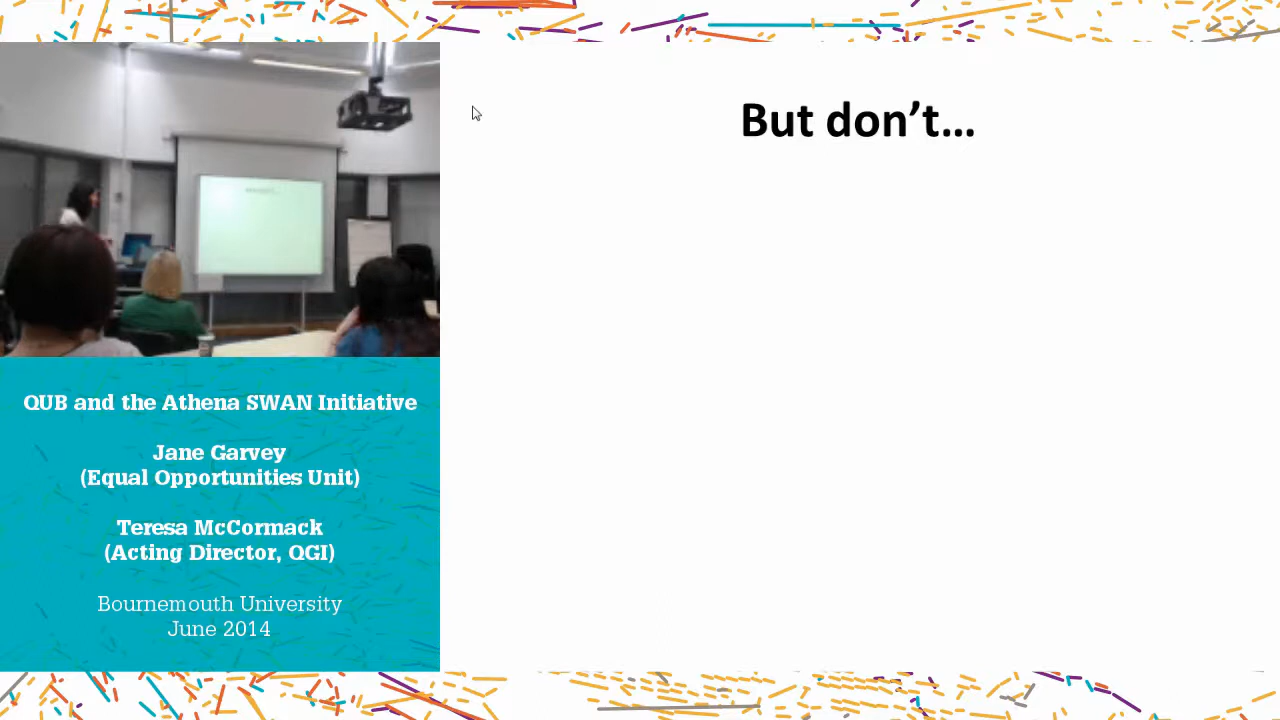 But don’t...
QUB and the Athena SWAN Initiative
Jane Garvey
(Equal Opportunities Unit)
Teresa McCormack
(Acting Director, QGI)
Bournemouth University
June 2014